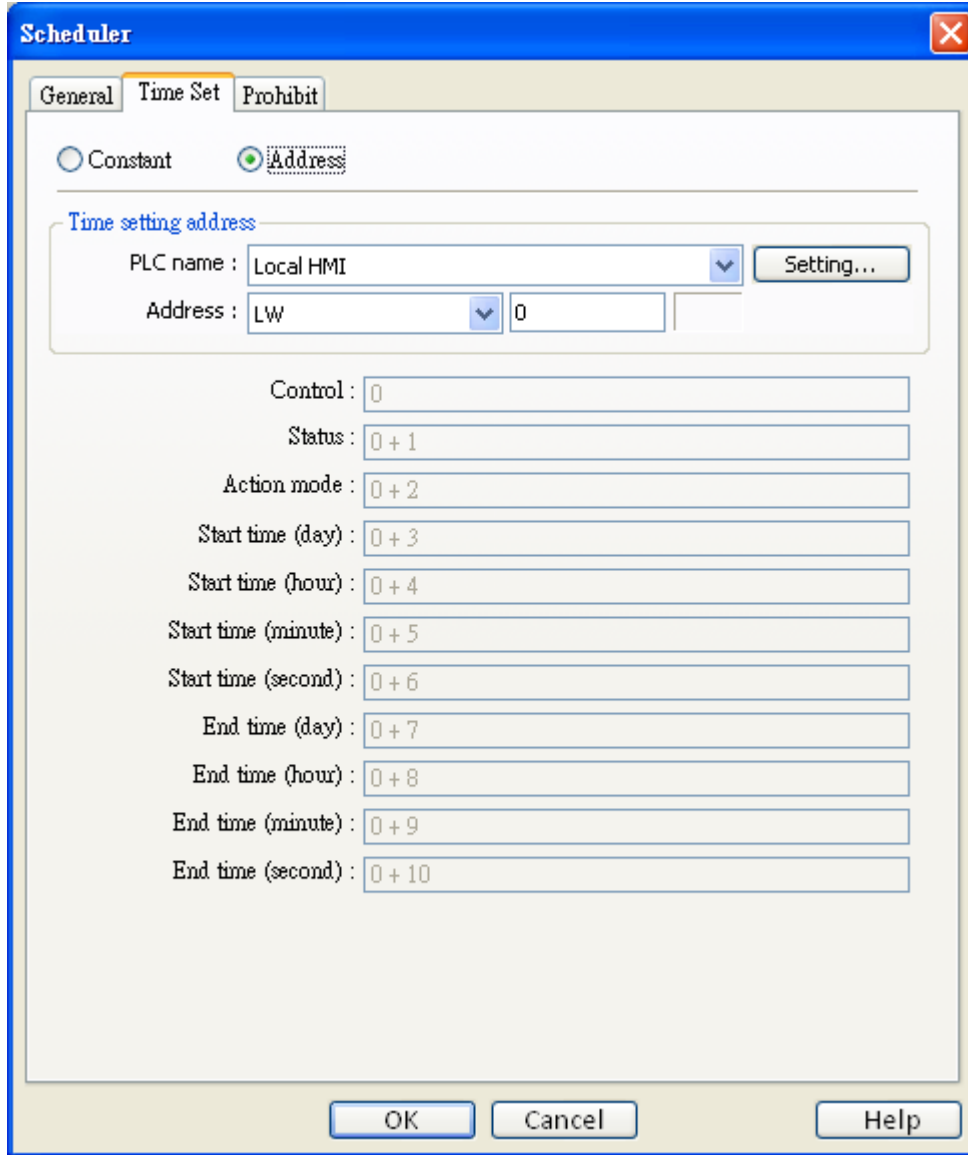 Scheduler
General Time Set Prohibit
Constant Address
Time setting address
PLC name : Local HMI Setting...
Address : LW 0
Control : 0
Status : 0 + 1
Action mode : 0 + 2
Start time (day) : 0 + 3
Start time (hour) : 0 + 4
Start time (minute) : 0 + 5
Start time (second) : 0 + 6
End time (day) : 0 + 7
End time (hour) : 0 + 8
End time (minute) : 0 + 9
End time (second) : 0 + 10
OK Cancel Help